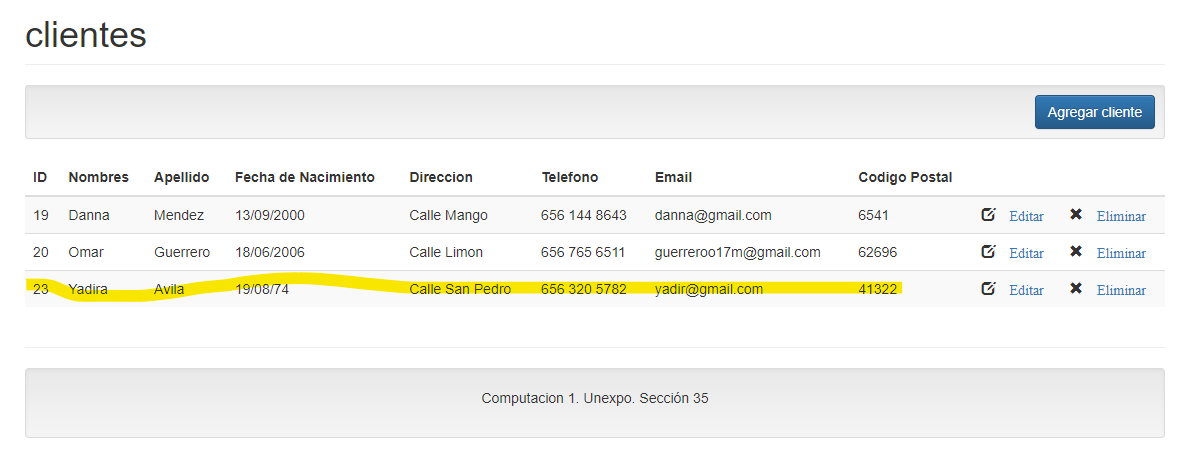 clientes
Agregar cliente
ID Nombres Apellido Fecha de Nacimiento Direccion Telefono Email Codigo Postal
19 Danna Mendez 13/09/2000 Calle Mango 656 144 8643 danna@gmail.com 6541 Editar Eliminar
20 Omar Guerrero 18/06/2006 Calle Limon 656 765 6511 guerreroo17m@gmail.com 62696 Editar Eliminar
23 Yadira Avila 19/08/74 Calle San Pedro 656 320 5782 yadir@gmail.com 41322 Editar Eliminar
Computacion 1. Unexpo. Sección 35